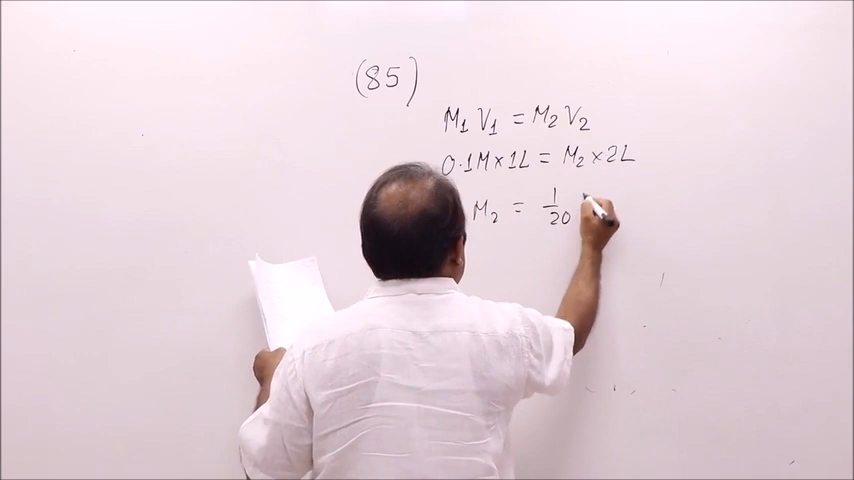 (85)
M₁ V₁ = M₂ V₂
0.1M × 1L = M₂ × 2L
M₂ = 1/20